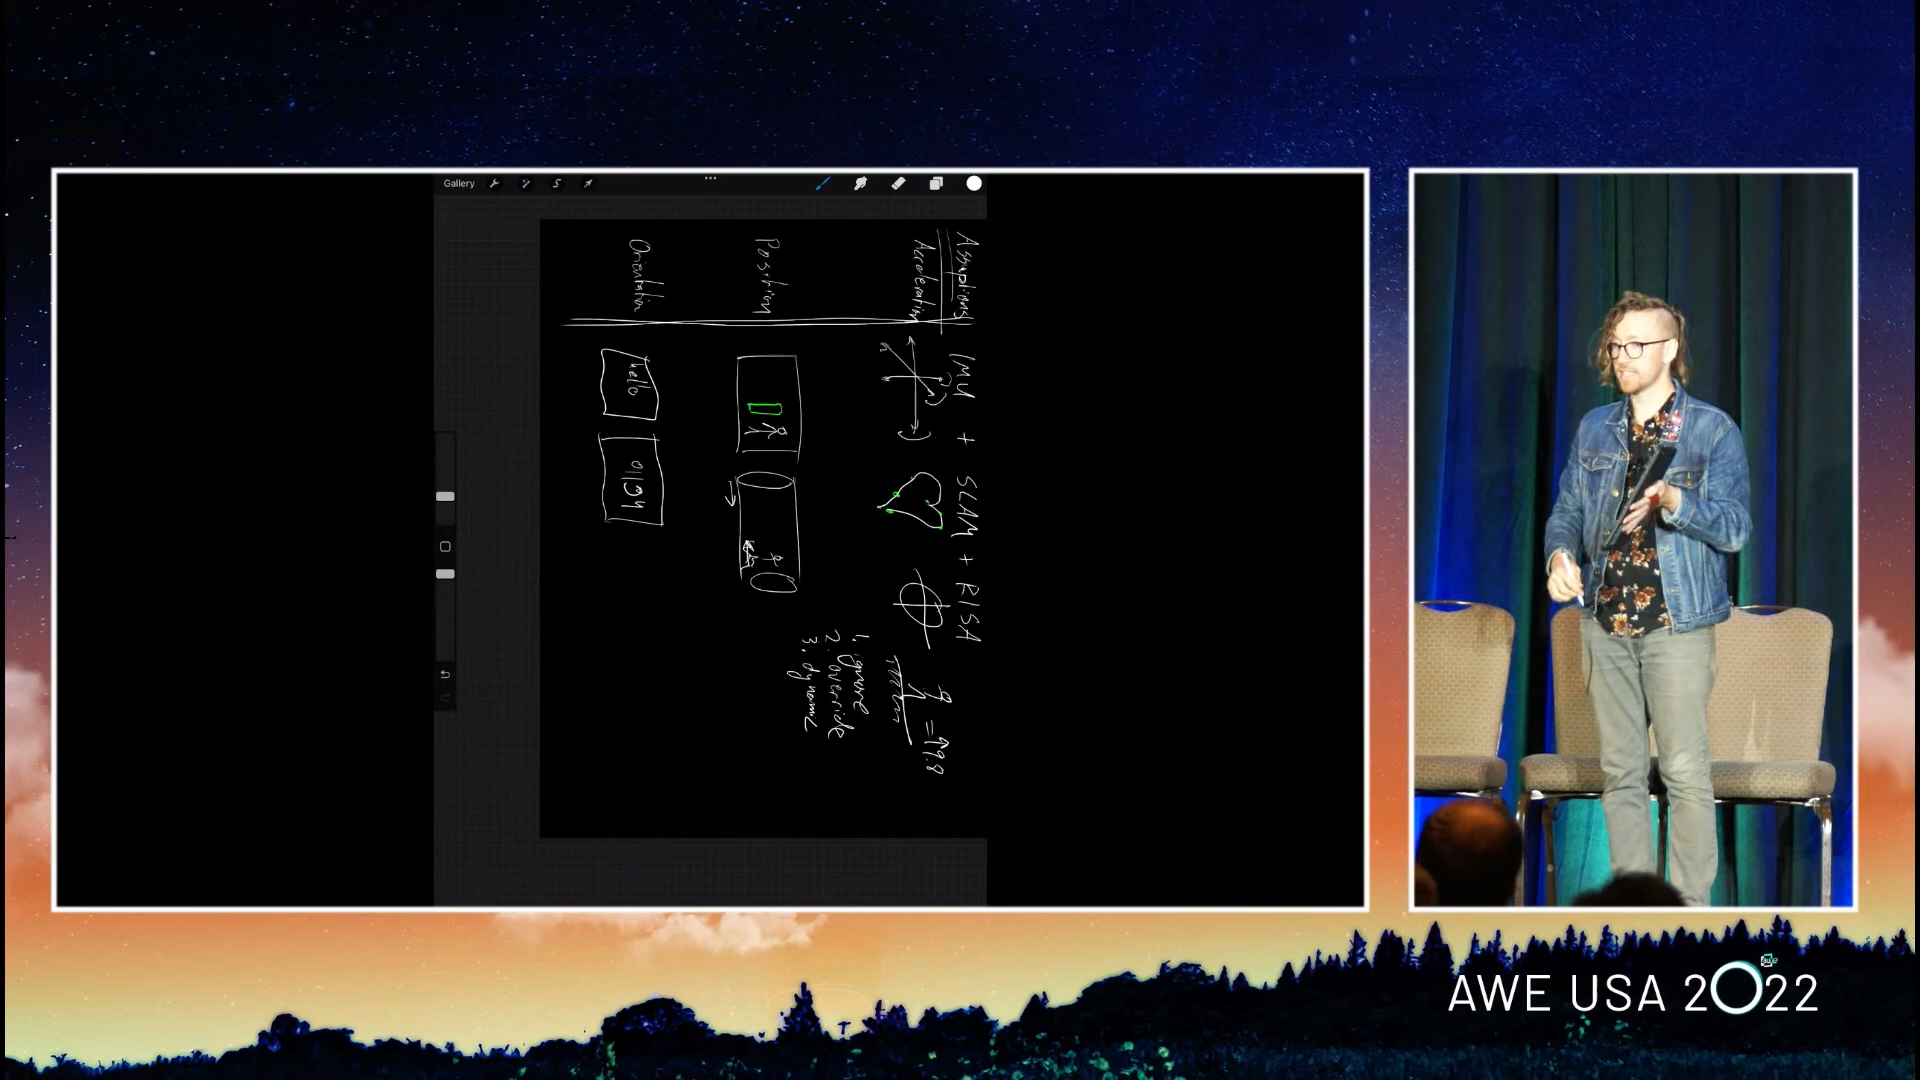 Gallery
Assumptions
IMU + SLAM + RISA
Acceleration
g = 9.8
1. ignore
2. override
3. dynamic
Position
Orientation
hello
AWE USA 2022